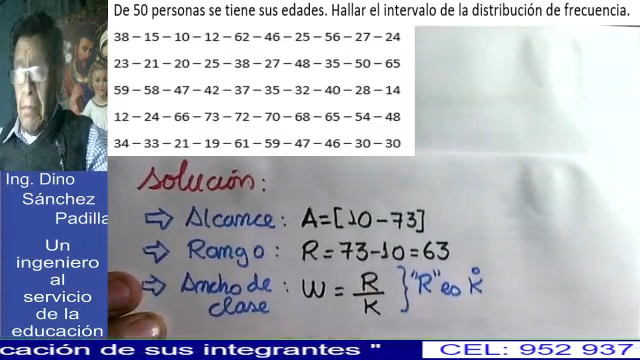 De 50 personas se tiene sus edades. Hallar el intervalo de la distribución de frecuencia.
38 – 15 – 10 – 12 – 62 – 46 – 25 – 56 – 27 – 24
23 – 21 – 20 – 25 – 38 – 27 – 48 – 35 – 50 – 65
59 – 58 – 47 – 42 – 37 – 35 – 32 – 40 – 28 – 14
12 – 24 – 66 – 73 – 72 – 70 – 68 – 65 – 54 – 48
34 – 33 – 21 – 19 – 61 – 59 – 47 – 46 – 30 – 30
Solución:
⇨ Alcance: A=[10-73]
⇨ Rango: R=73-10=63
⇨ Ancho de clase: W = R/K } "R" es K̊
Ing. Dino
Sánchez
Padilla
Un
ingeniero
al
servicio
de la
educación
cación de sus integrantes " CEL: 952 937